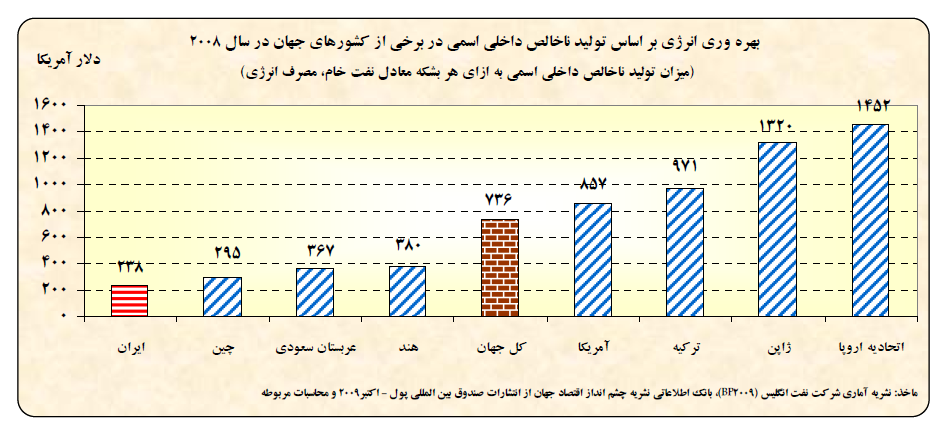 بهره وری انرژی بر اساس تولید ناخالص داخلی اسمی در برخی از کشورهای جهان در سال ۲۰۰۸
(میزان تولید ناخالص داخلی اسمی به ازای هر بشکه معادل نفت خام، مصرف انرژی)
دلار آمریکا
۱۶۰۰
۱۴۰۰
۱۲۰۰
۱۰۰۰
۸۰۰
۶۰۰
۴۰۰
۲۰۰
۰
۲۳۸
۲۹۵
۳۶۷
۳۸۰
۷۳۶
۸۵۷
۹۷۱
۱۳۲۰
۱۴۵۲
ایران
چین
عربستان سعودی
هند
کل جهان
آمریکا
ترکیه
ژاپن
اتحادیه اروپا
ماخذ: نشریه آماری شرکت نفت انگلیس (BP۲۰۰۹)، بانک اطلاعاتی نشریه چشم انداز اقتصاد جهان از انتشارات صندوق بین المللی پول - اکتبر۲۰۰۹ و محاسبات مربوطه